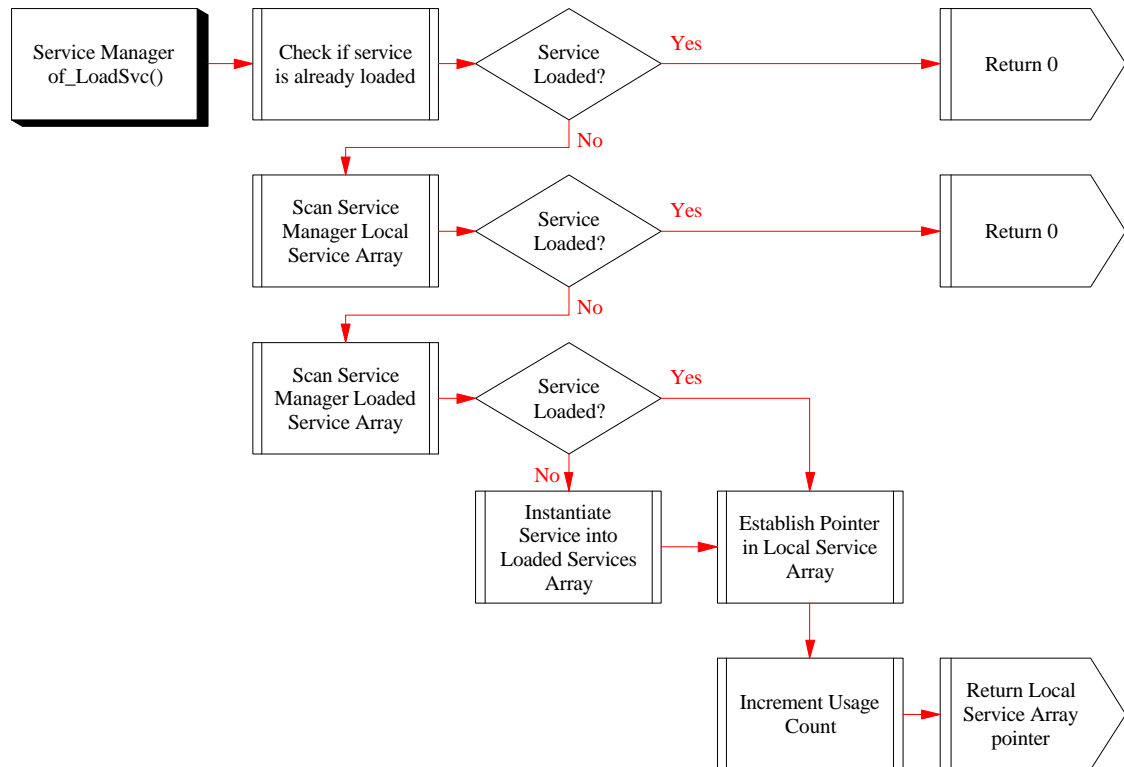 Service Manager
of_LoadSvc()
Check if service
is already loaded
Service
Loaded?
Yes
Return 0
No
Scan Service
Manager Local
Service Array
Service
Loaded?
Yes
Return 0
No
Scan Service
Manager Loaded
Service Array
Service
Loaded?
Yes
No
Instantiate
Service into
Loaded Services
Array
Establish Pointer
in Local Service
Array
Increment Usage
Count
Return Local
Service Array
pointer